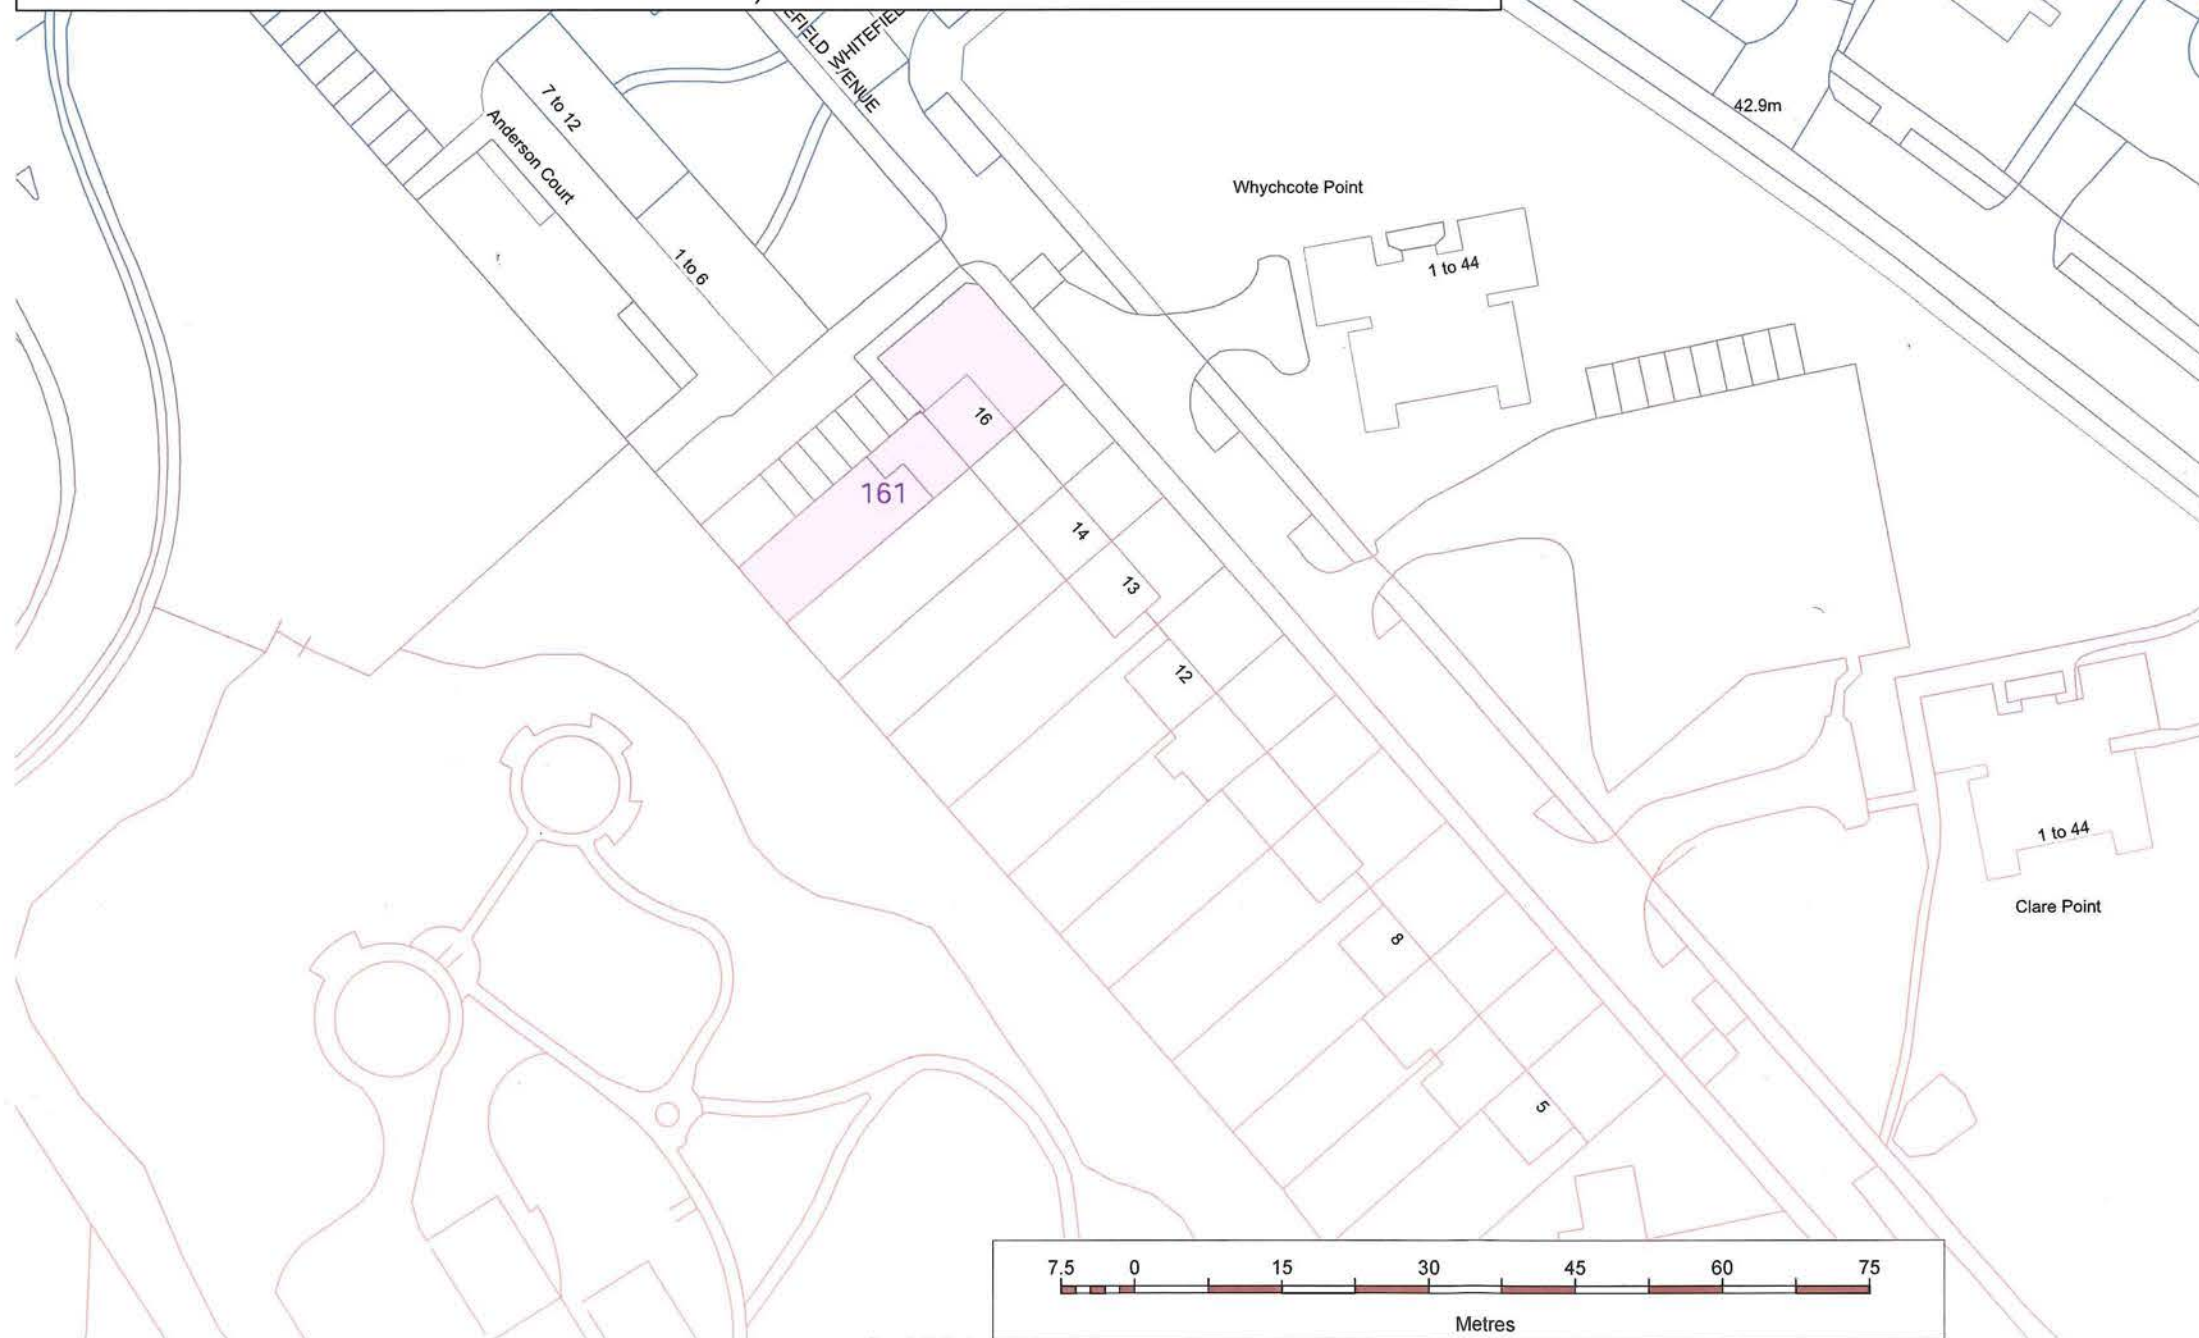 WHITEFIELD
AVENUE
7 to 12
Anderson Court
42.9m
Whychcote Point
1 to 6
1 to 44
16
161
14
13
12
1 to 44
Clare Point
8
5
7.5 0 15 30 45 60 75
Metres